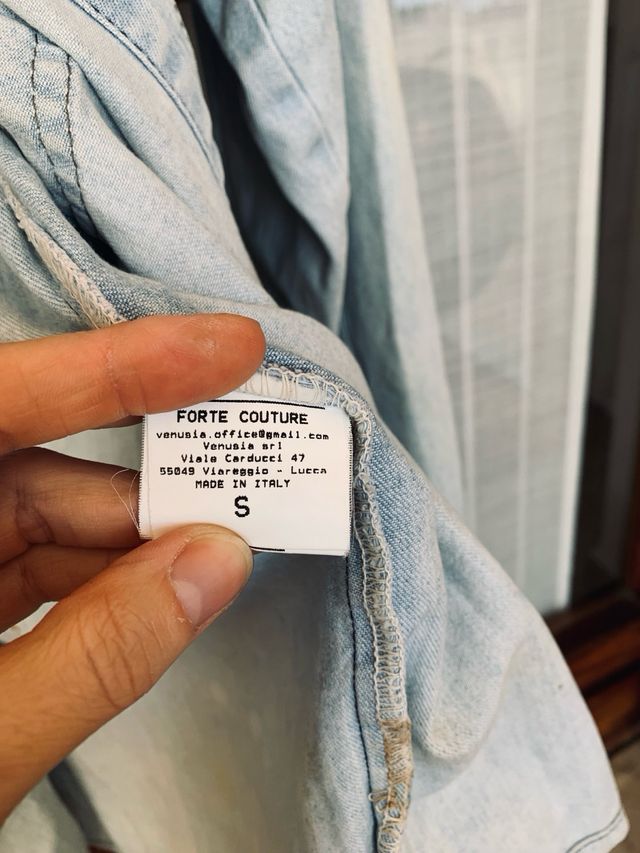 FORTE COUTURE
venusia.office@gmail.com
Venusia srl
Viale Carducci 47
55049 Viareggio - Lucca
MADE IN ITALY
S